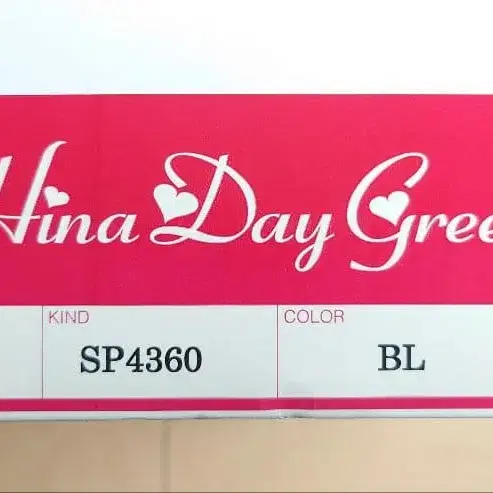 Hina Day Gree
KIND COLOR
SP4360 BL